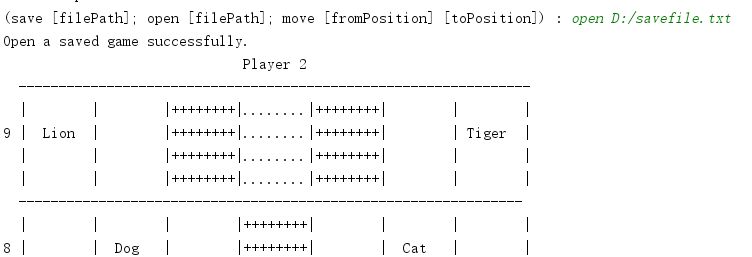 (save [filePath]; open [filePath]; move [fromPosition] [toPosition]) : open D:/savefile.txt
Open a saved game successfully.
Player 2
----------------------------------------------------------------
|        |        |++++++++|........|++++++++|        |        |
9 |  Lion  |        |++++++++|........|++++++++|        | Tiger  |
|        |        |++++++++|........|++++++++|        |        |
|        |        |++++++++|........|++++++++|        |        |
---------------------------------------------------------------
|        |        |        |++++++++|        |        |        |
8 |        |  Dog   |        |++++++++|        |  Cat   |        |